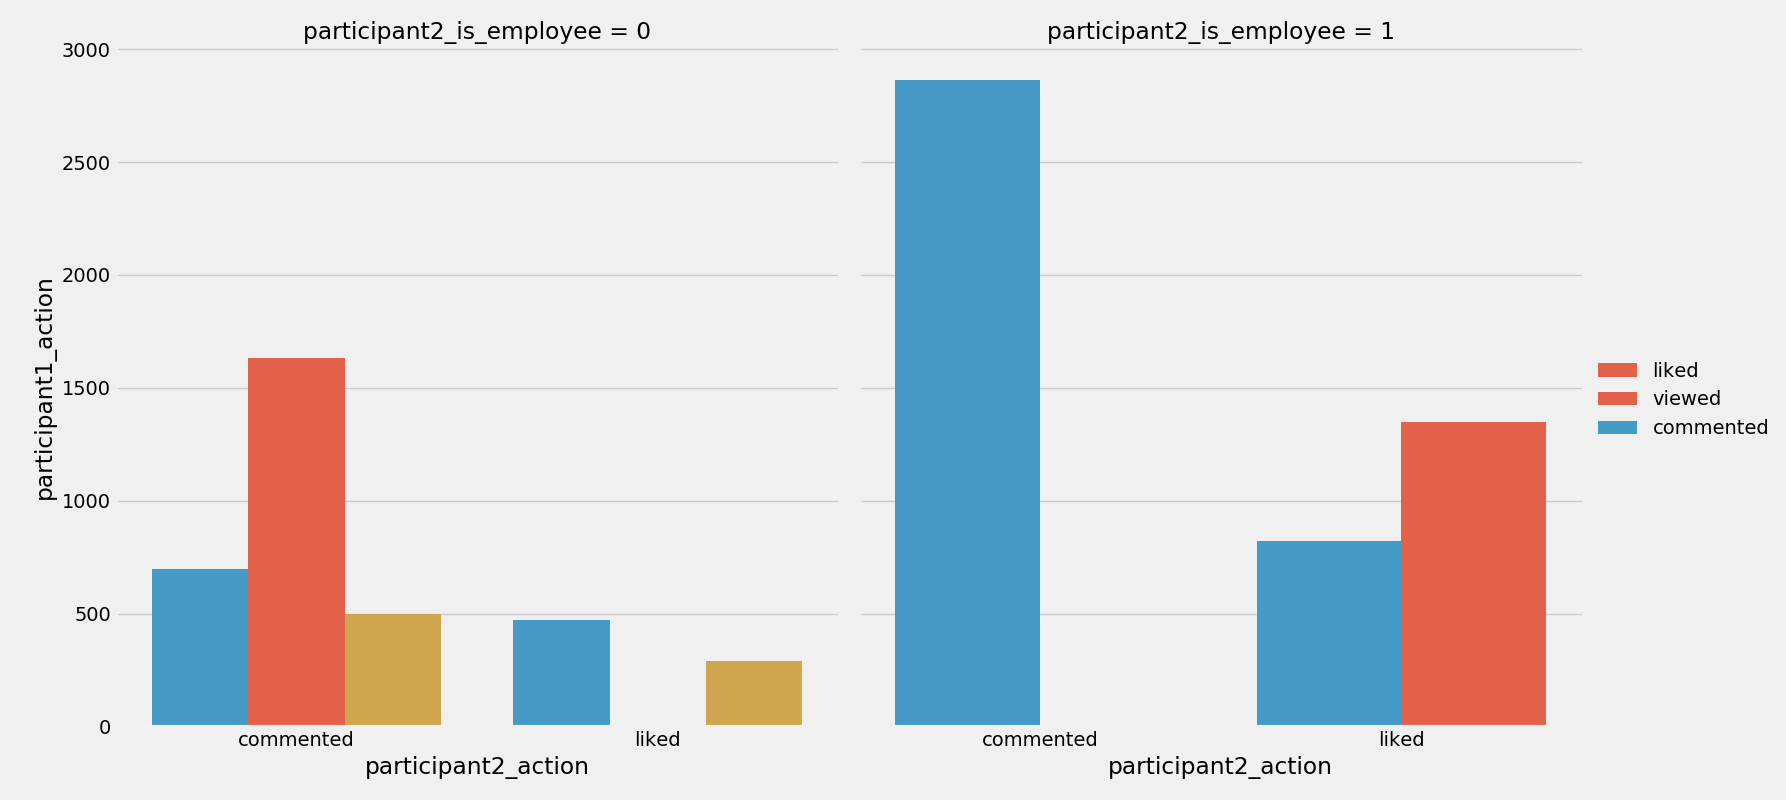 participant2_is_employee = 0
participant2_is_employee = 1
3000
2500
2000
1500
1000
500
0
participant1_action
commented
liked
commented
liked
participant2_action
participant2_action
liked
viewed
commented